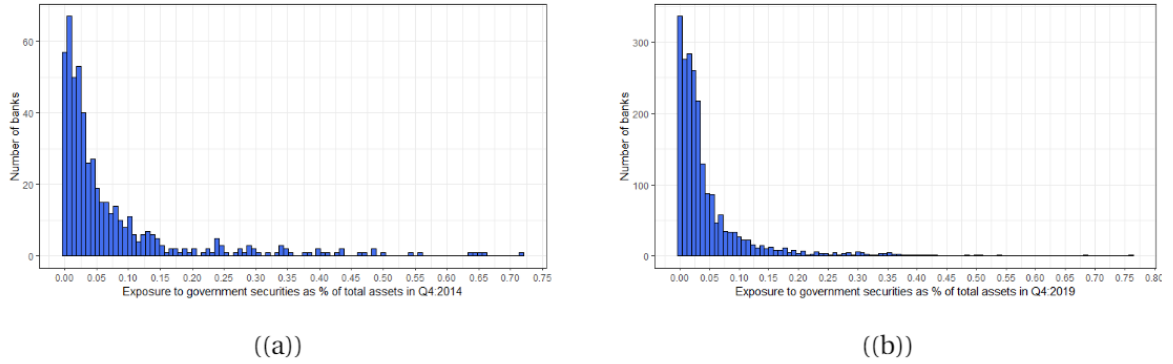 60
40
20
0
Number of banks
0.00 0.05 0.10 0.15 0.20 0.25 0.30 0.35 0.40 0.45 0.50 0.55 0.60 0.65 0.70 0.75
Exposure to government securities as % of total assets in Q4:2014
((a))
300
200
100
0
Number of banks
0.00 0.05 0.10 0.15 0.20 0.25 0.30 0.35 0.40 0.45 0.50 0.55 0.60 0.65 0.70 0.75 0.80
Exposure to government securities as % of total assets in Q4:2019
((b))